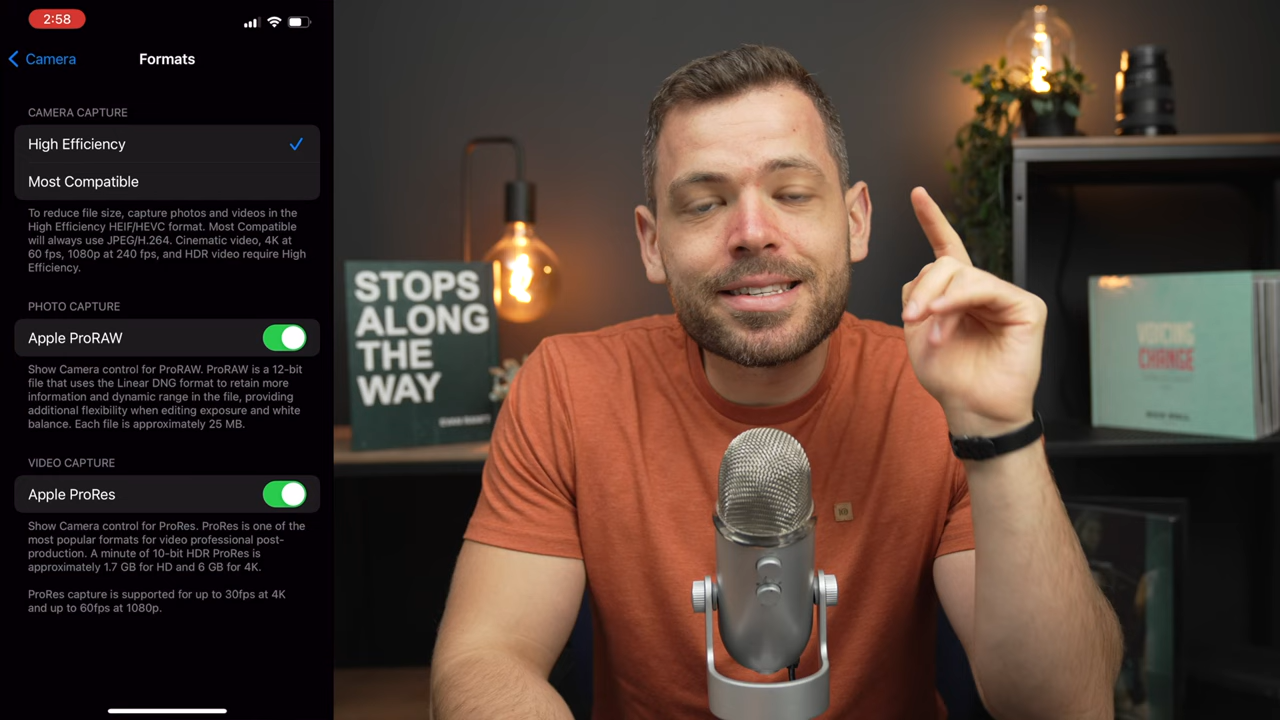 2:58
Camera
Formats
CAMERA CAPTURE
High Efficiency
Most Compatible
To reduce file size, capture photos and videos in the
High Efficiency HEIF/HEVC format. Most Compatible
will always use JPEG/H.264. Cinematic video, 4K at
60 fps, 1080p at 240 fps, and HDR video require High
Efficiency.
PHOTO CAPTURE
Apple ProRAW
Show Camera control for ProRAW. ProRAW is a 12-bit
file that uses the Linear DNG format to retain more
information and dynamic range in the file, providing
additional flexibility when editing exposure and white
balance. Each file is approximately 25 MB.
VIDEO CAPTURE
Apple ProRes
Show Camera control for ProRes. ProRes is one of the
most popular formats for video professional post-
production. A minute of 10-bit HDR ProRes is
approximately 1.7 GB for HD and 6 GB for 4K.
ProRes capture is supported for up to 30fps at 4K
and up to 60fps at 1080p.
STOPS
ALONG
THE
WAY
VOICING
CHANGE